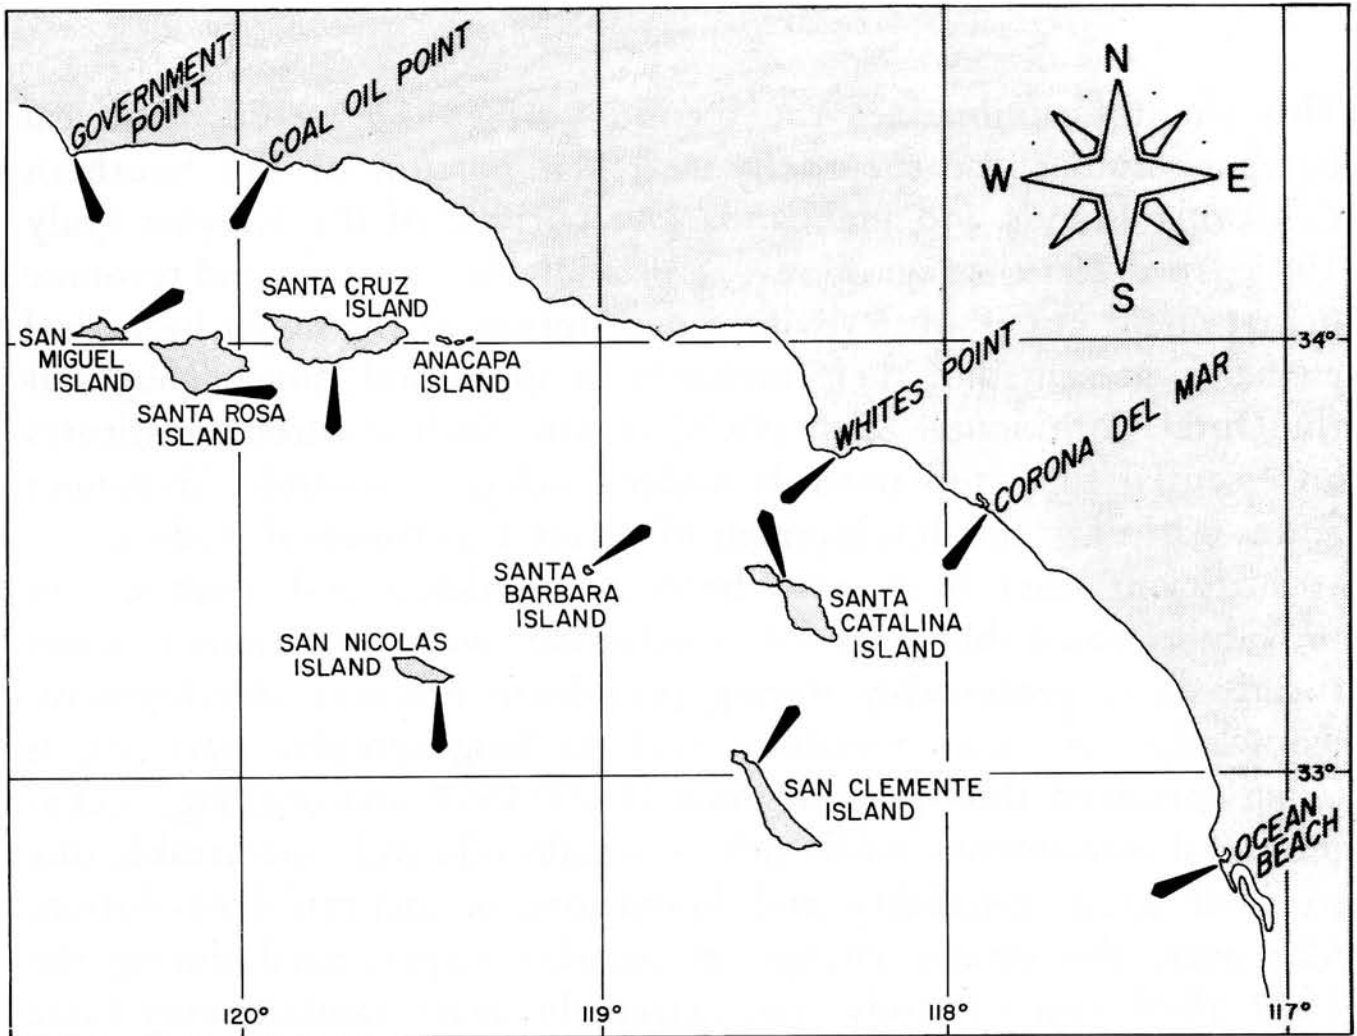 GOVERNMENT
POINT
COAL OIL POINT
N
W
E
S
SANTA CRUZ
ISLAND
SAN
MIGUEL
ISLAND
ANACAPA
ISLAND
34°
SANTA ROSA
ISLAND
WHITES POINT
CORONA DEL MAR
SANTA
BARBARA
ISLAND
SANTA
CATALINA
ISLAND
SAN NICOLAS
ISLAND
33°
SAN CLEMENTE
ISLAND
OCEAN
BEACH
120°
119°
118°
117°